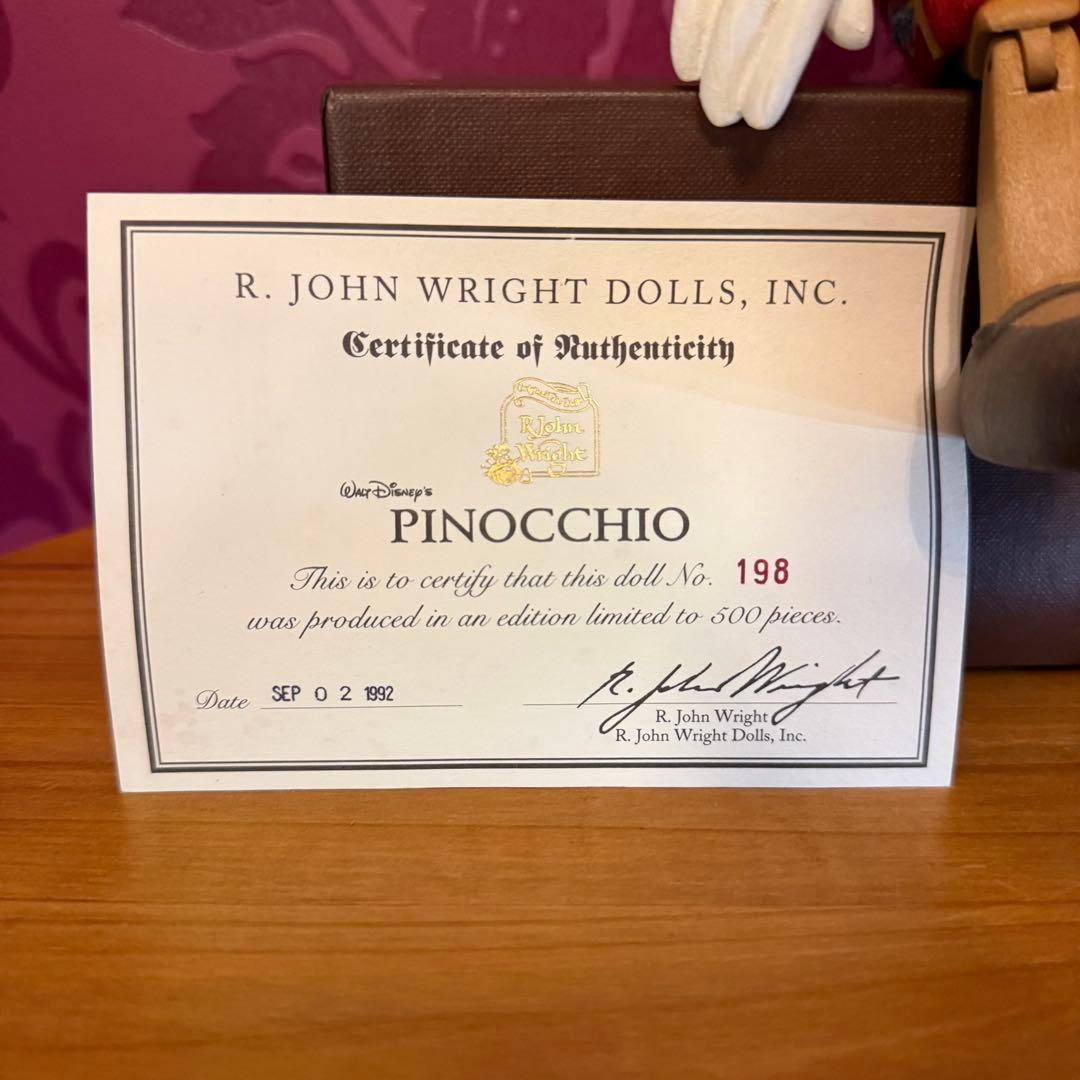 R. JOHN WRIGHT DOLLS, INC.
Certificate of Authenticity
R. John
Wright
WALT DISNEY'S
PINOCCHIO
This is to certify that this doll No. 198
was produced in an edition limited to 500 pieces.
Date SEP 02 1992
R. John Wright
R. John Wright
R. John Wright Dolls, Inc.